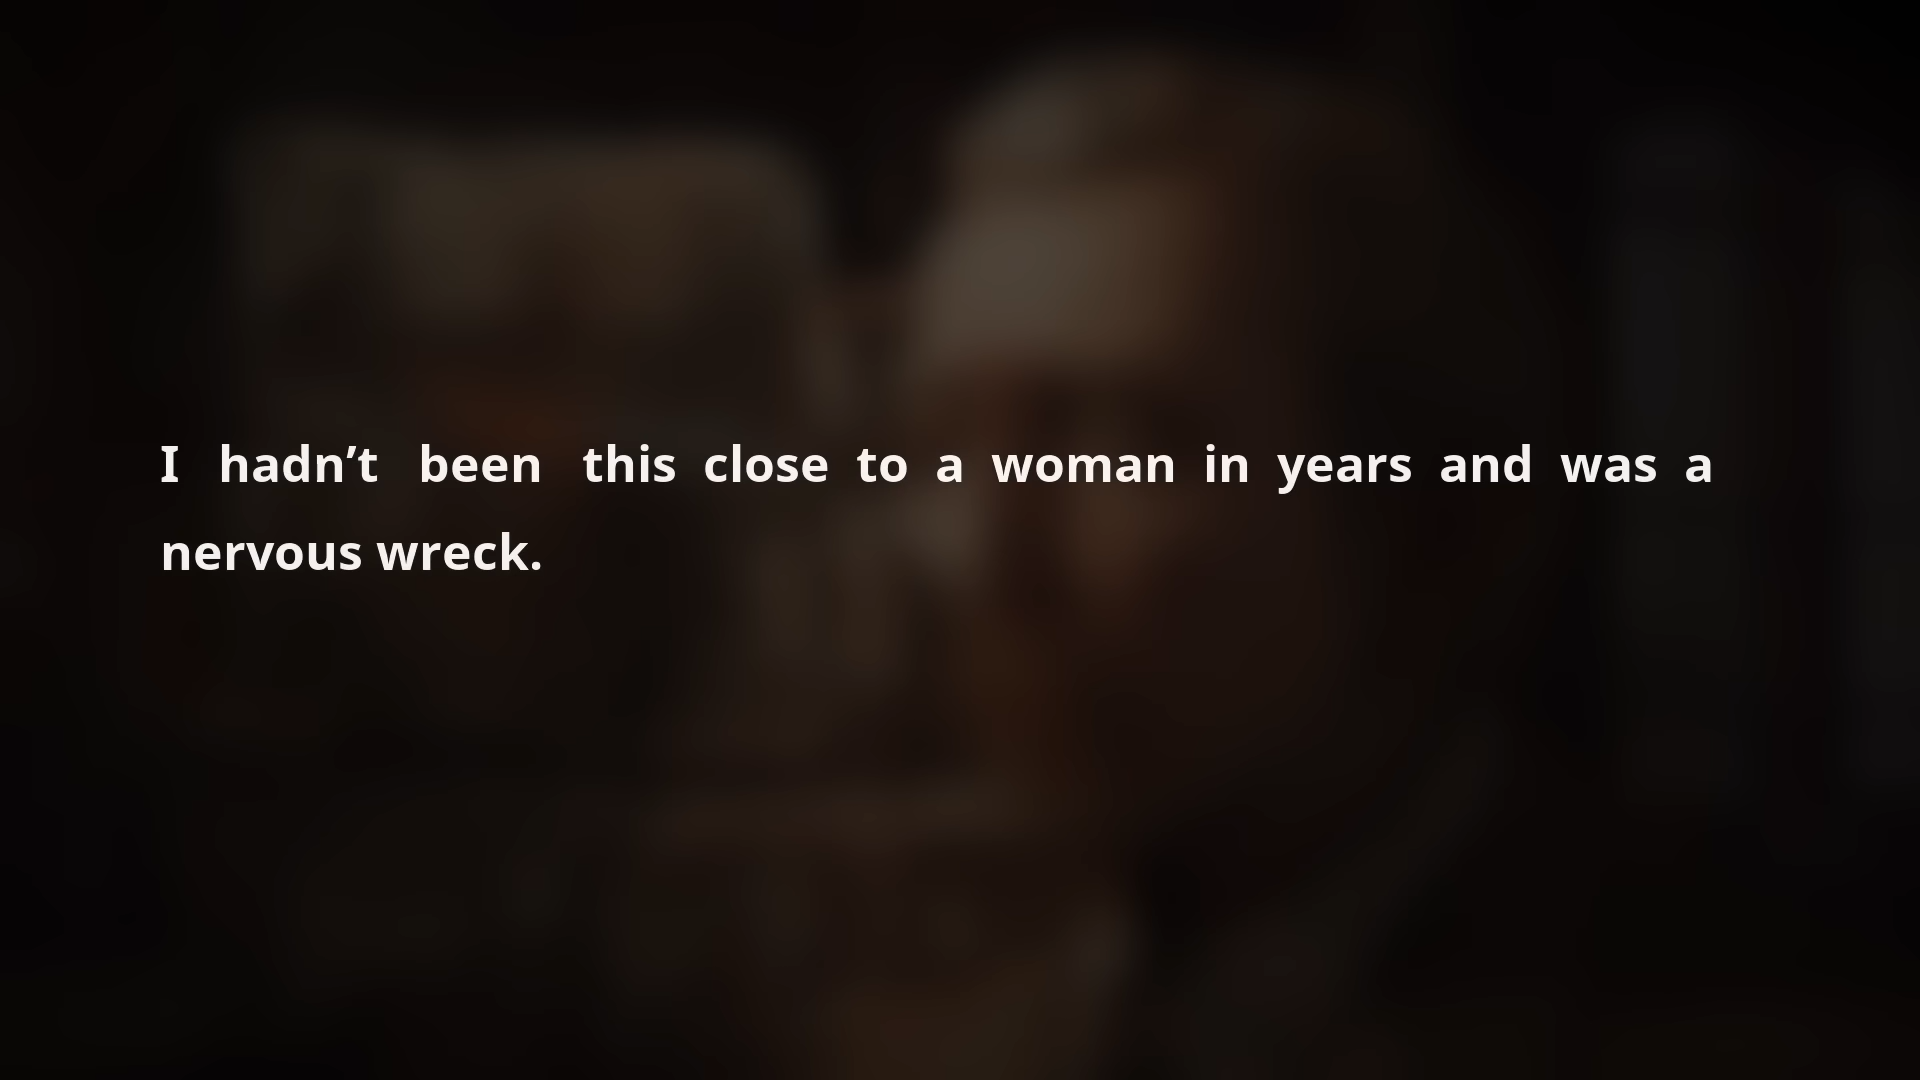 I hadn’t been this close to a woman in years and was a
nervous wreck.